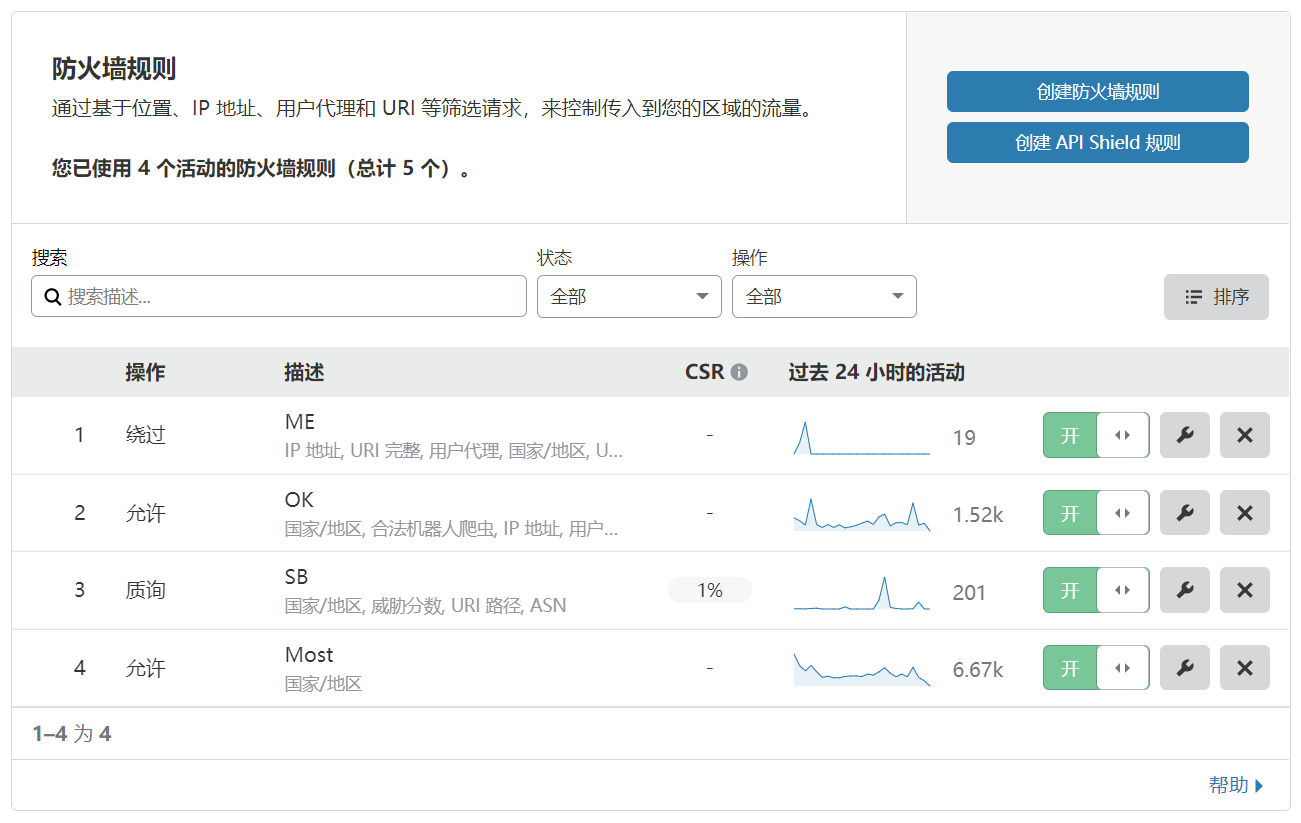 防火墙规则
通过基于位置、IP 地址、用户代理和 URI 等筛选请求，来控制传入到您的区域的流量。
您已使用 4 个活动的防火墙规则（总计 5 个）。
创建防火墙规则
创建 API Shield 规则
搜索 状态 操作
搜索描述... 全部 全部 排序
操作 描述 CSR 过去 24 小时的活动
1 绕过 ME - 19 开
IP 地址, URI 完整, 用户代理, 国家/地区, U...
2 允许 OK - 1.52k 开
国家/地区, 合法机器人爬虫, IP 地址, 用户...
3 质询 SB 1% 201 开
国家/地区, 威胁分数, URI 路径, ASN
4 允许 Most - 6.67k 开
国家/地区
1–4 为 4
帮助